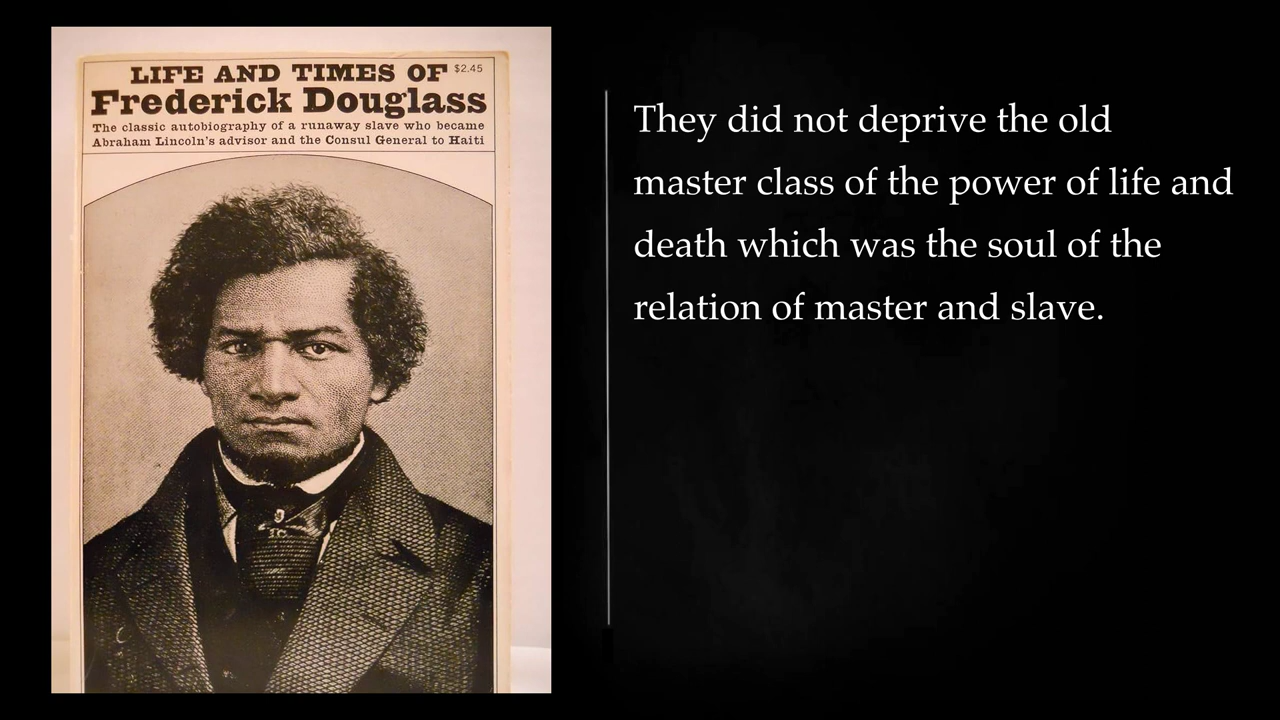 LIFE AND TIMES OF $2.45
Frederick Douglass
The classic autobiography of a runaway slave who became
Abraham Lincoln's advisor and the Consul General to Haiti
They did not deprive the old
master class of the power of life and
death which was the soul of the
relation of master and slave.